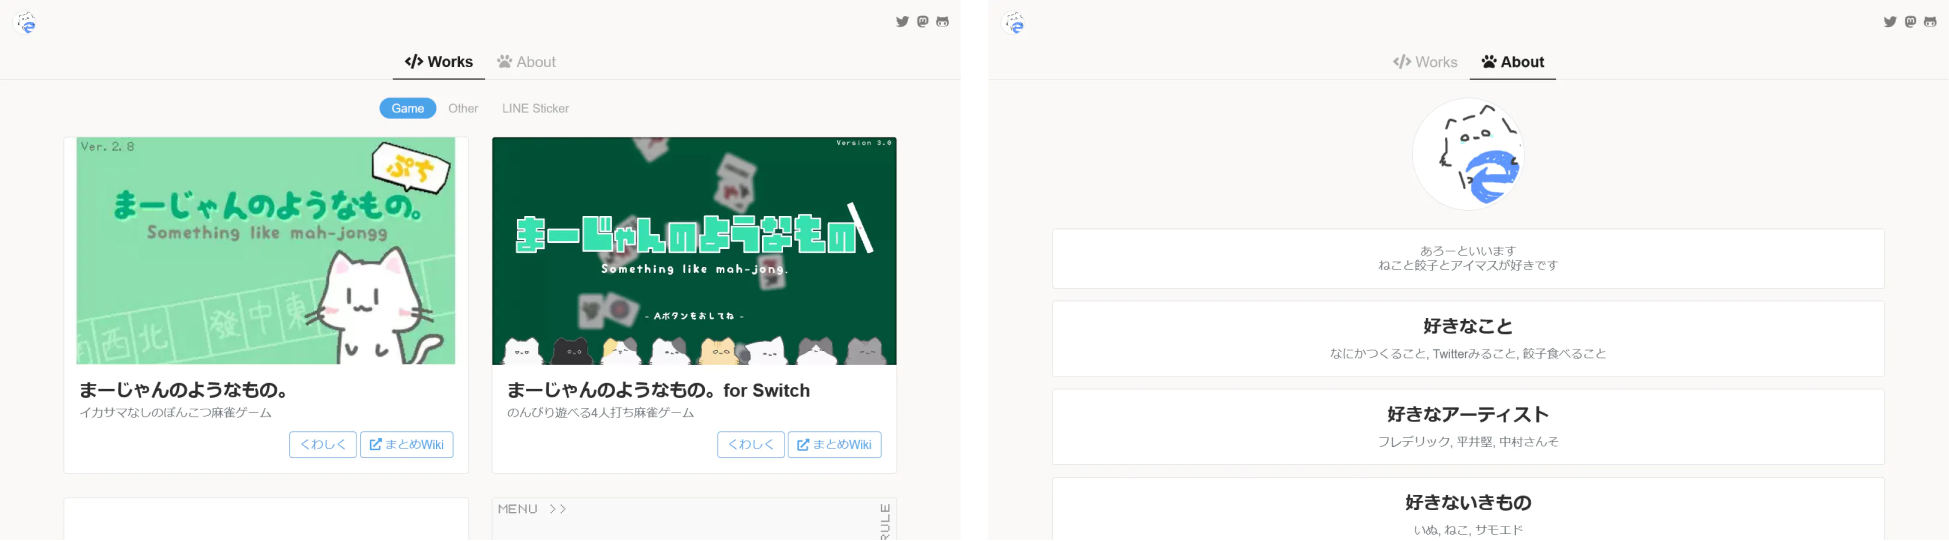 Works
About
Game
Other
LINE Sticker
Ver. 2. 8
ぷち
まーじゃんのようなもの。
Something like mah-jongg
南西北 發中東
まーじゃんのようなもの。
イカサマなしのぽんこつ麻雀ゲーム
くわしく
まとめWiki
Version 3.0
まーじゃんのようなもの\
Something like mah-jong.
- Aボタンをおしてね -
まーじゃんのようなもの。for Switch
のんびり遊べる4人打ち麻雀ゲーム
くわしく
まとめWiki
MENU >>
RULE
Works
About
あろーといいます
ねこと餃子とアイマスが好きです
好きなこと
なにかつくること, Twitterみること, 餃子食べること
好きなアーティスト
フレデリック, 平井堅, 中村さんそ
好きないきもの
いぬ, ねこ, サモエド